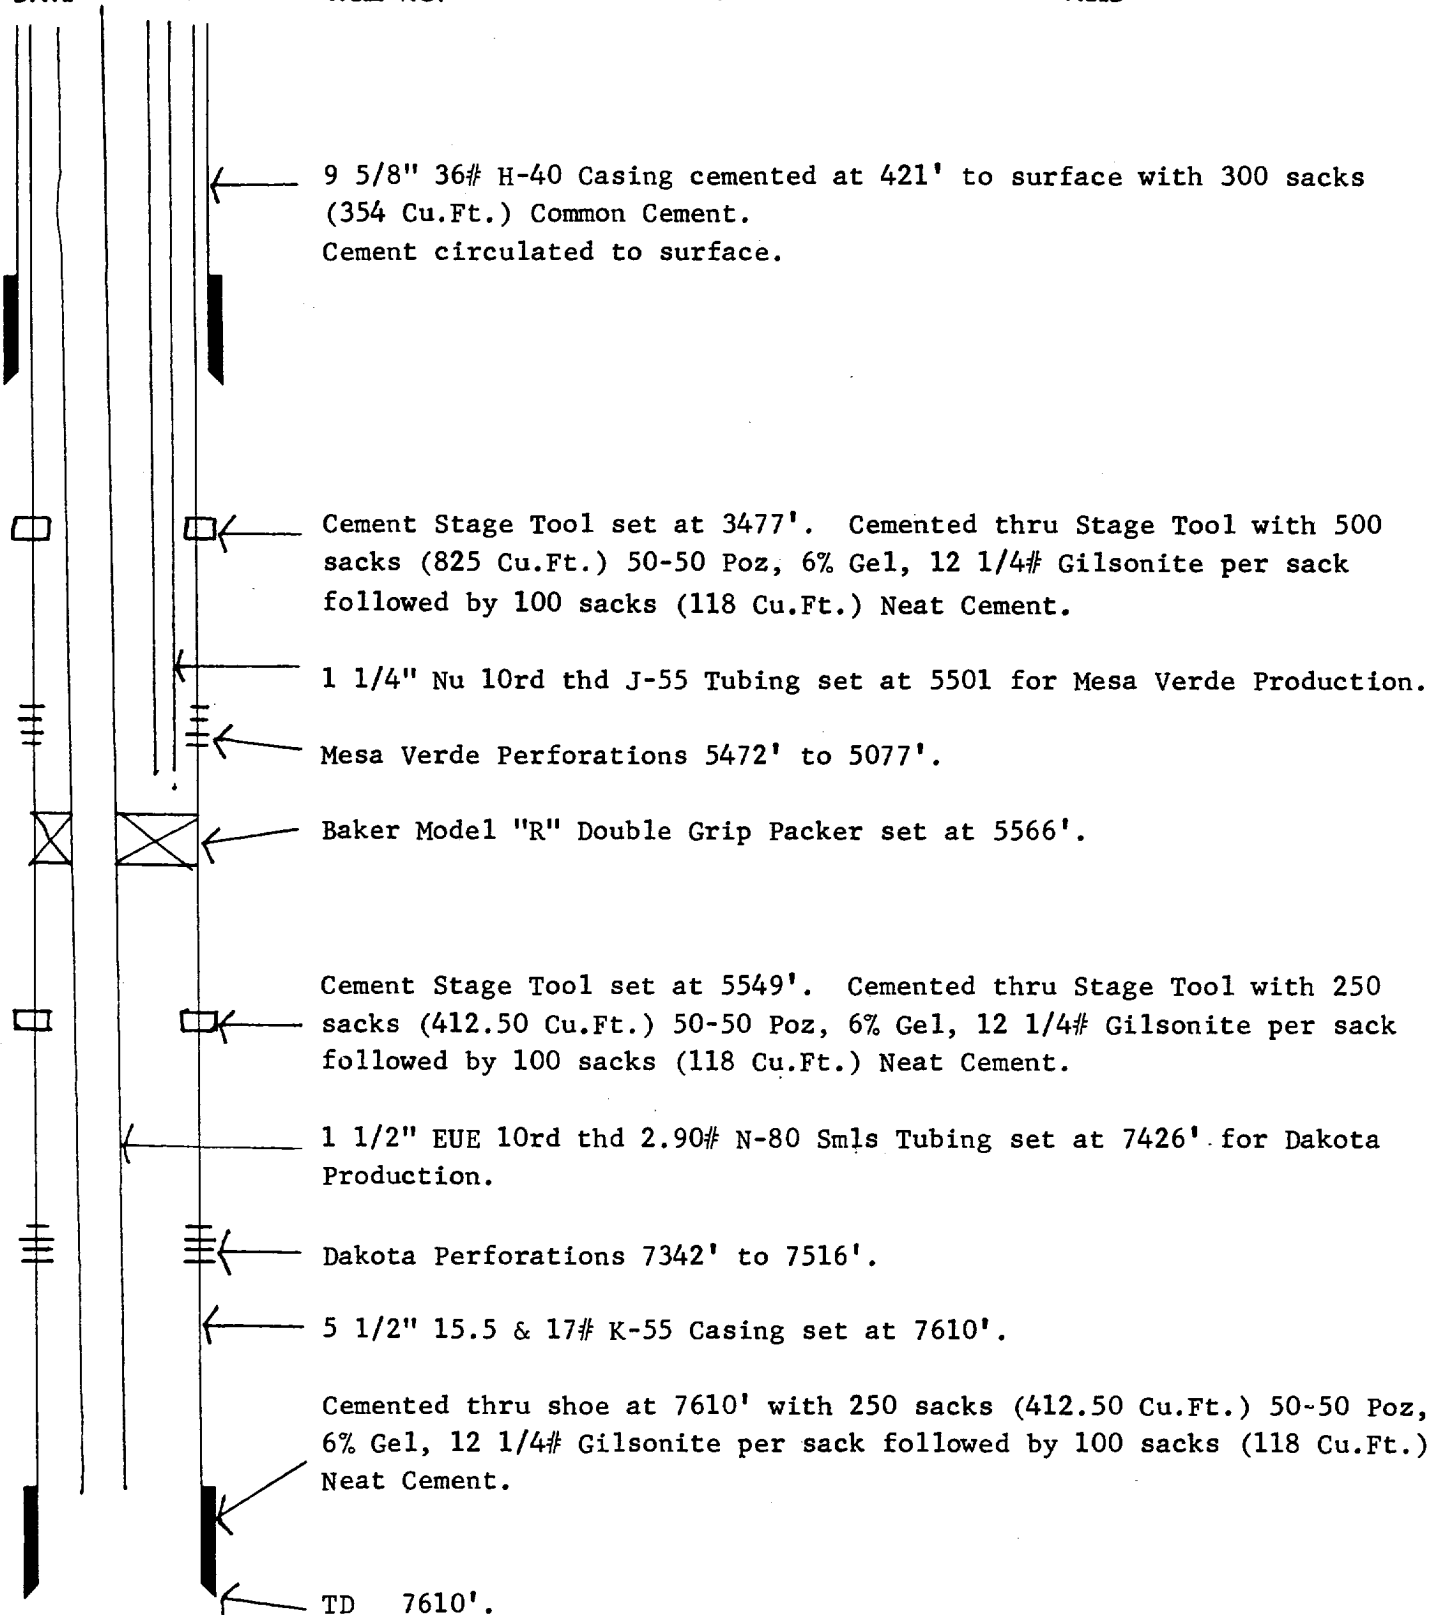 9 5/8" 36# H-40 Casing cemented at 421' to surface with 300 sacks
(354 Cu.Ft.) Common Cement.
Cement circulated to surface.
Cement Stage Tool set at 3477'. Cemented thru Stage Tool with 500
sacks (825 Cu.Ft.) 50-50 Poz, 6% Gel, 12 1/4# Gilsonite per sack
followed by 100 sacks (118 Cu.Ft.) Neat Cement.
1 1/4" Nu 10rd thd J-55 Tubing set at 5501 for Mesa Verde Production.
Mesa Verde Perforations 5472' to 5077'.
Baker Model "R" Double Grip Packer set at 5566'.
Cement Stage Tool set at 5549'. Cemented thru Stage Tool with 250
sacks (412.50 Cu.Ft.) 50-50 Poz, 6% Gel, 12 1/4# Gilsonite per sack
followed by 100 sacks (118 Cu.Ft.) Neat Cement.
1 1/2" EUE 10rd thd 2.90# N-80 Smls Tubing set at 7426' for Dakota
Production.
Dakota Perforations 7342' to 7516'.
5 1/2" 15.5 & 17# K-55 Casing set at 7610'.
Cemented thru shoe at 7610' with 250 sacks (412.50 Cu.Ft.) 50-50 Poz,
6% Gel, 12 1/4# Gilsonite per sack followed by 100 sacks (118 Cu.Ft.)
Neat Cement.
TD 7610'.